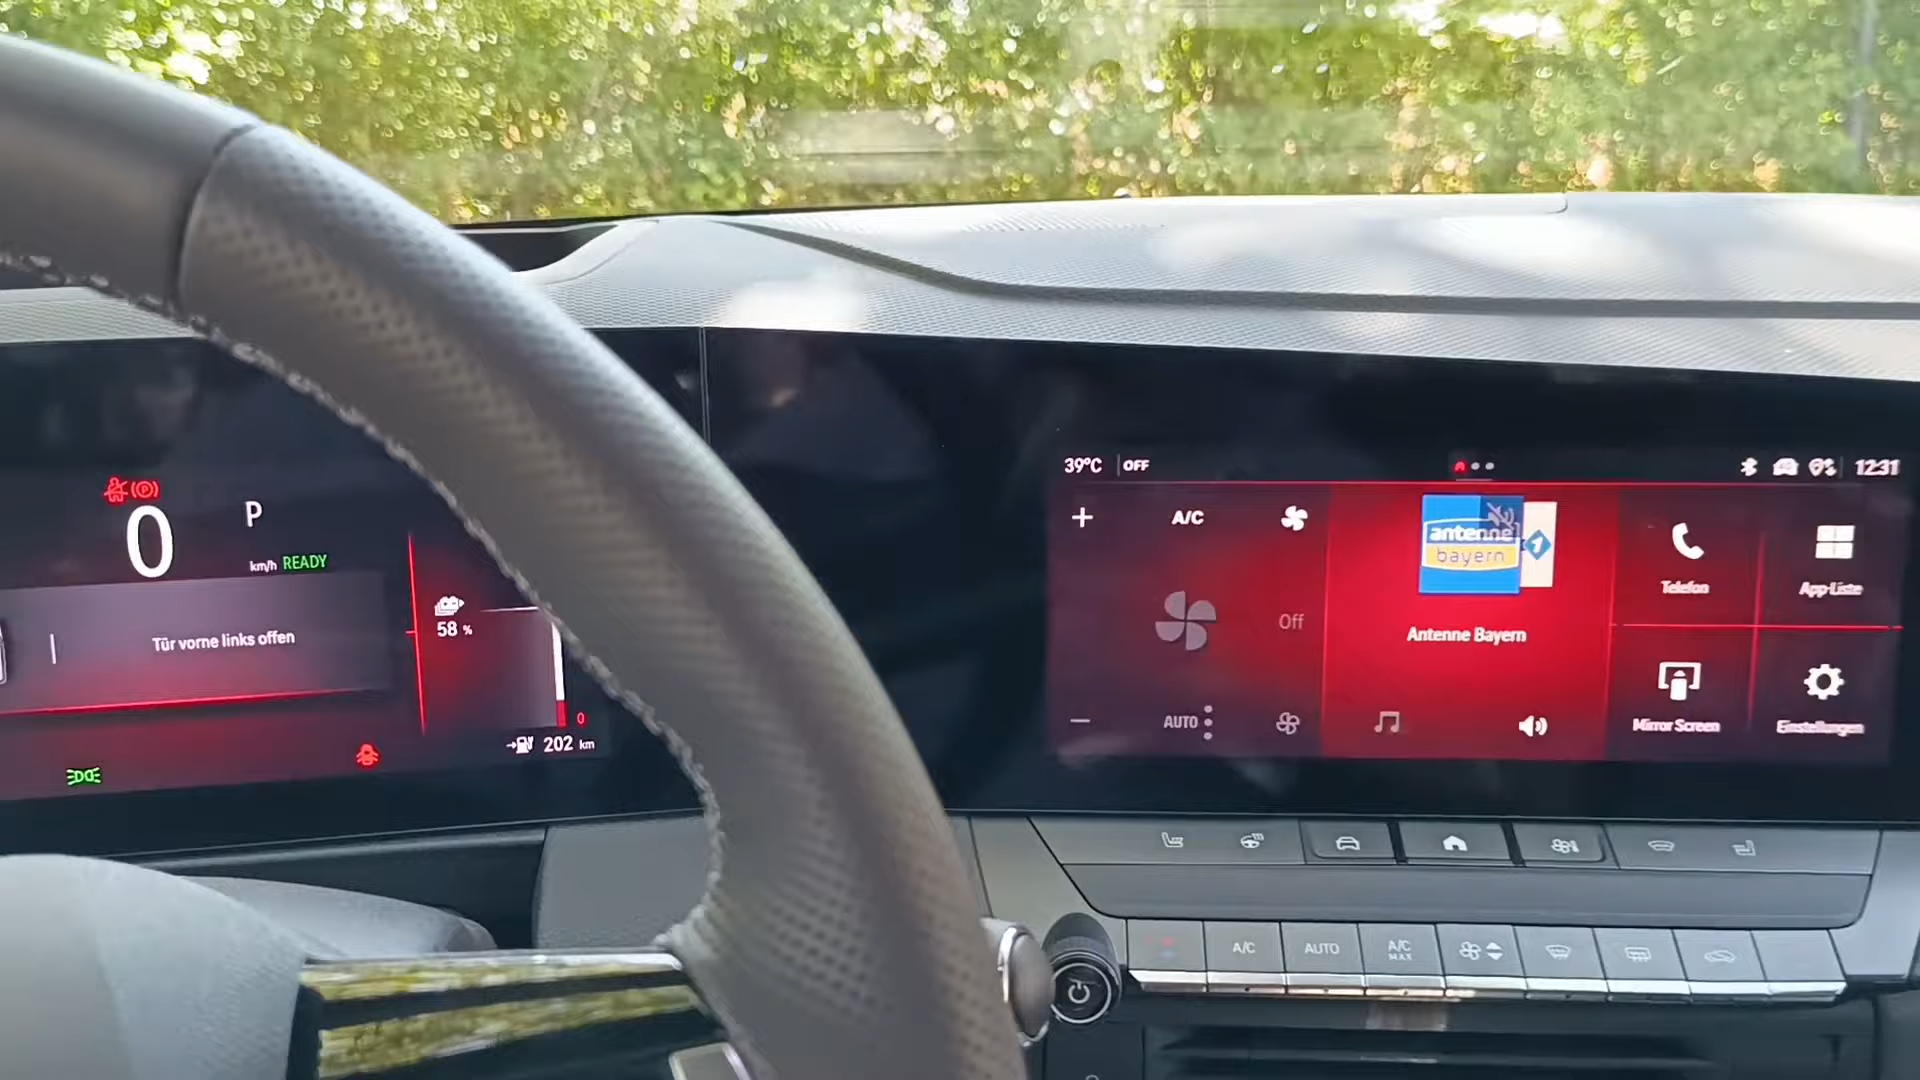 0
P
km/h READY
Tür vorne links offen
58 %
0
202 km
39°C OFF
12:31
+ A/C
Off
− AUTO
antenne
bayern
1
Antenne Bayern
Telefon
App-Liste
Mirror Screen
Einstellungen
A/C
AUTO
A/C
MAX